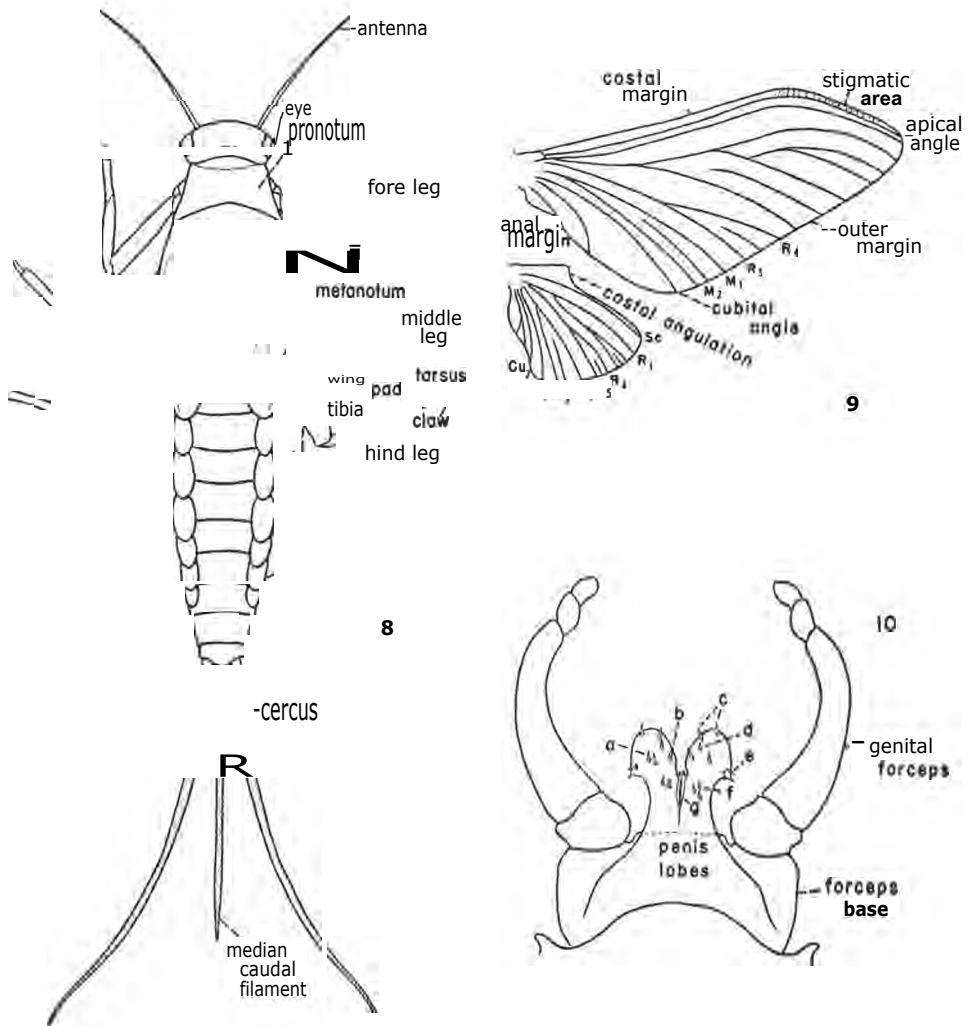 -antenna
eye
pronotum
1
fore leg
metanotum
middle
leg
wing
pad
tarsus
tibia
claw
hind leg
8
-cercus
R
median
caudal
filament
costal
margin
stigmatic
area
apical
angle
anal
margin
--outer
margin
R4
R3
M1
M2
cubital
angle
costal angulation
Sc
R1
R4
5
Cu
9
10
a
b
c
d
e
f
g
penis
lobes
genital
forceps
forceps
base